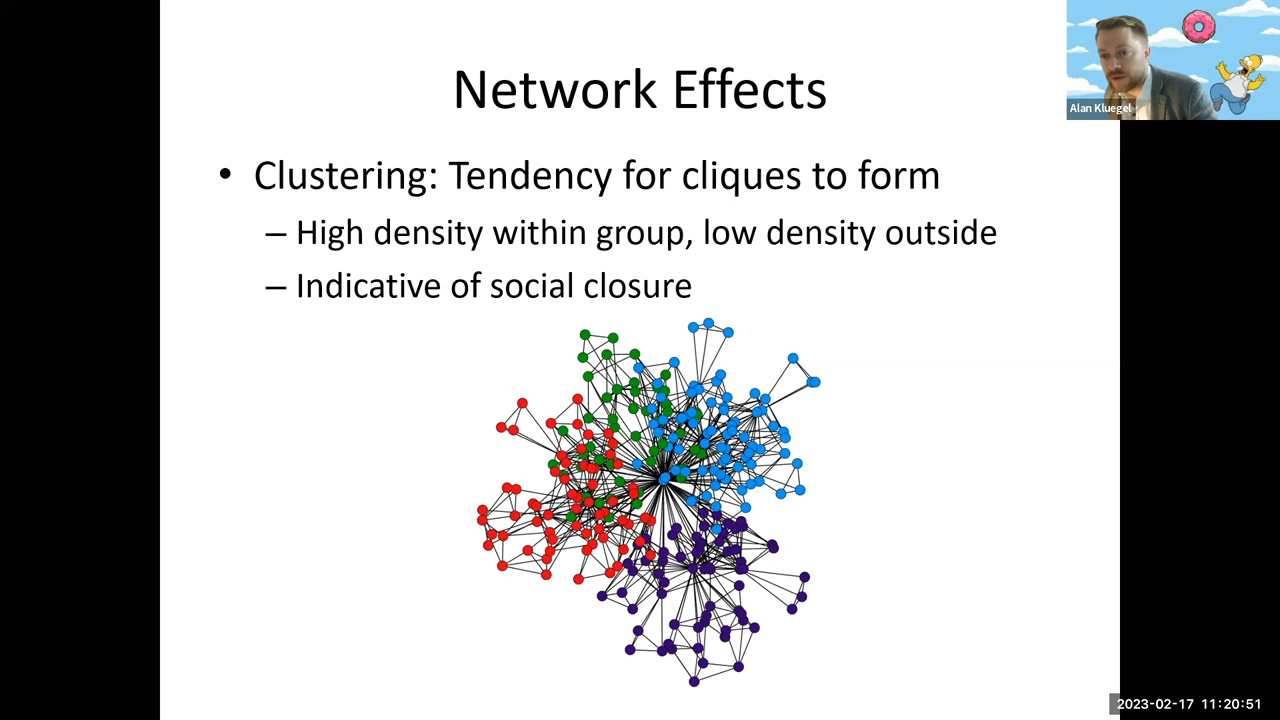 Network Effects
• Clustering: Tendency for cliques to form
– High density within group, low density outside
– Indicative of social closure
Alan Kluegel
2023-02-17 11:20:51